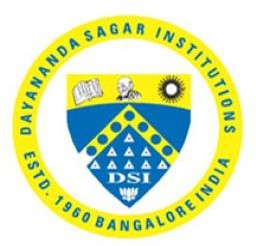 DAYANANDA SAGAR INSTITUTIONS
DSI
ESTD. 1960 BANGALORE INDIA